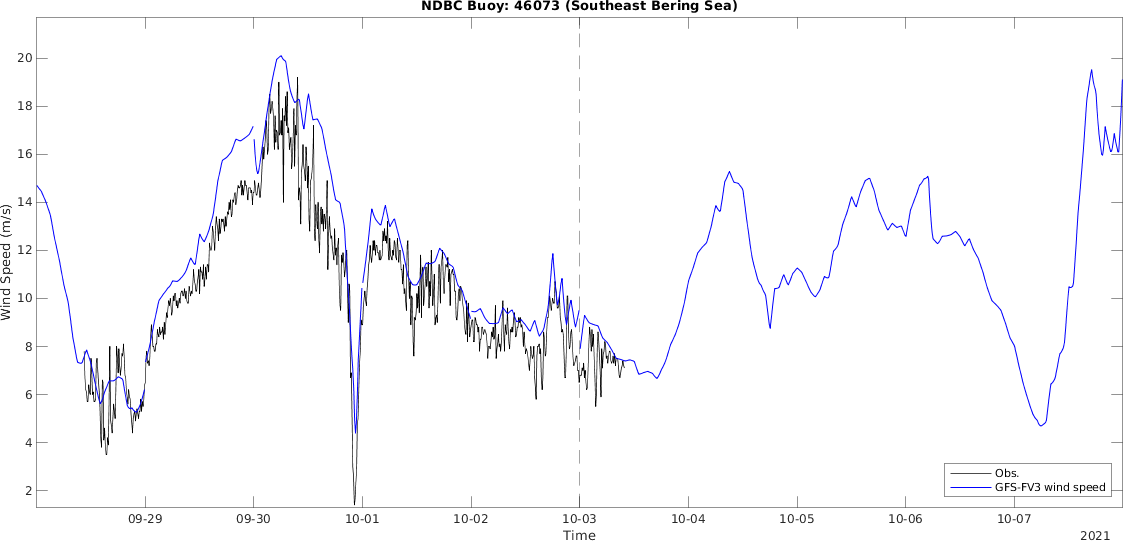 NDBC Buoy: 46073 (Southeast Bering Sea)
Wind Speed (m/s)
20
18
16
14
12
10
8
6
4
2
Obs.
GFS-FV3 wind speed
09-29 09-30 10-01 10-02 10-03 10-04 10-05 10-06 10-07
Time
2021